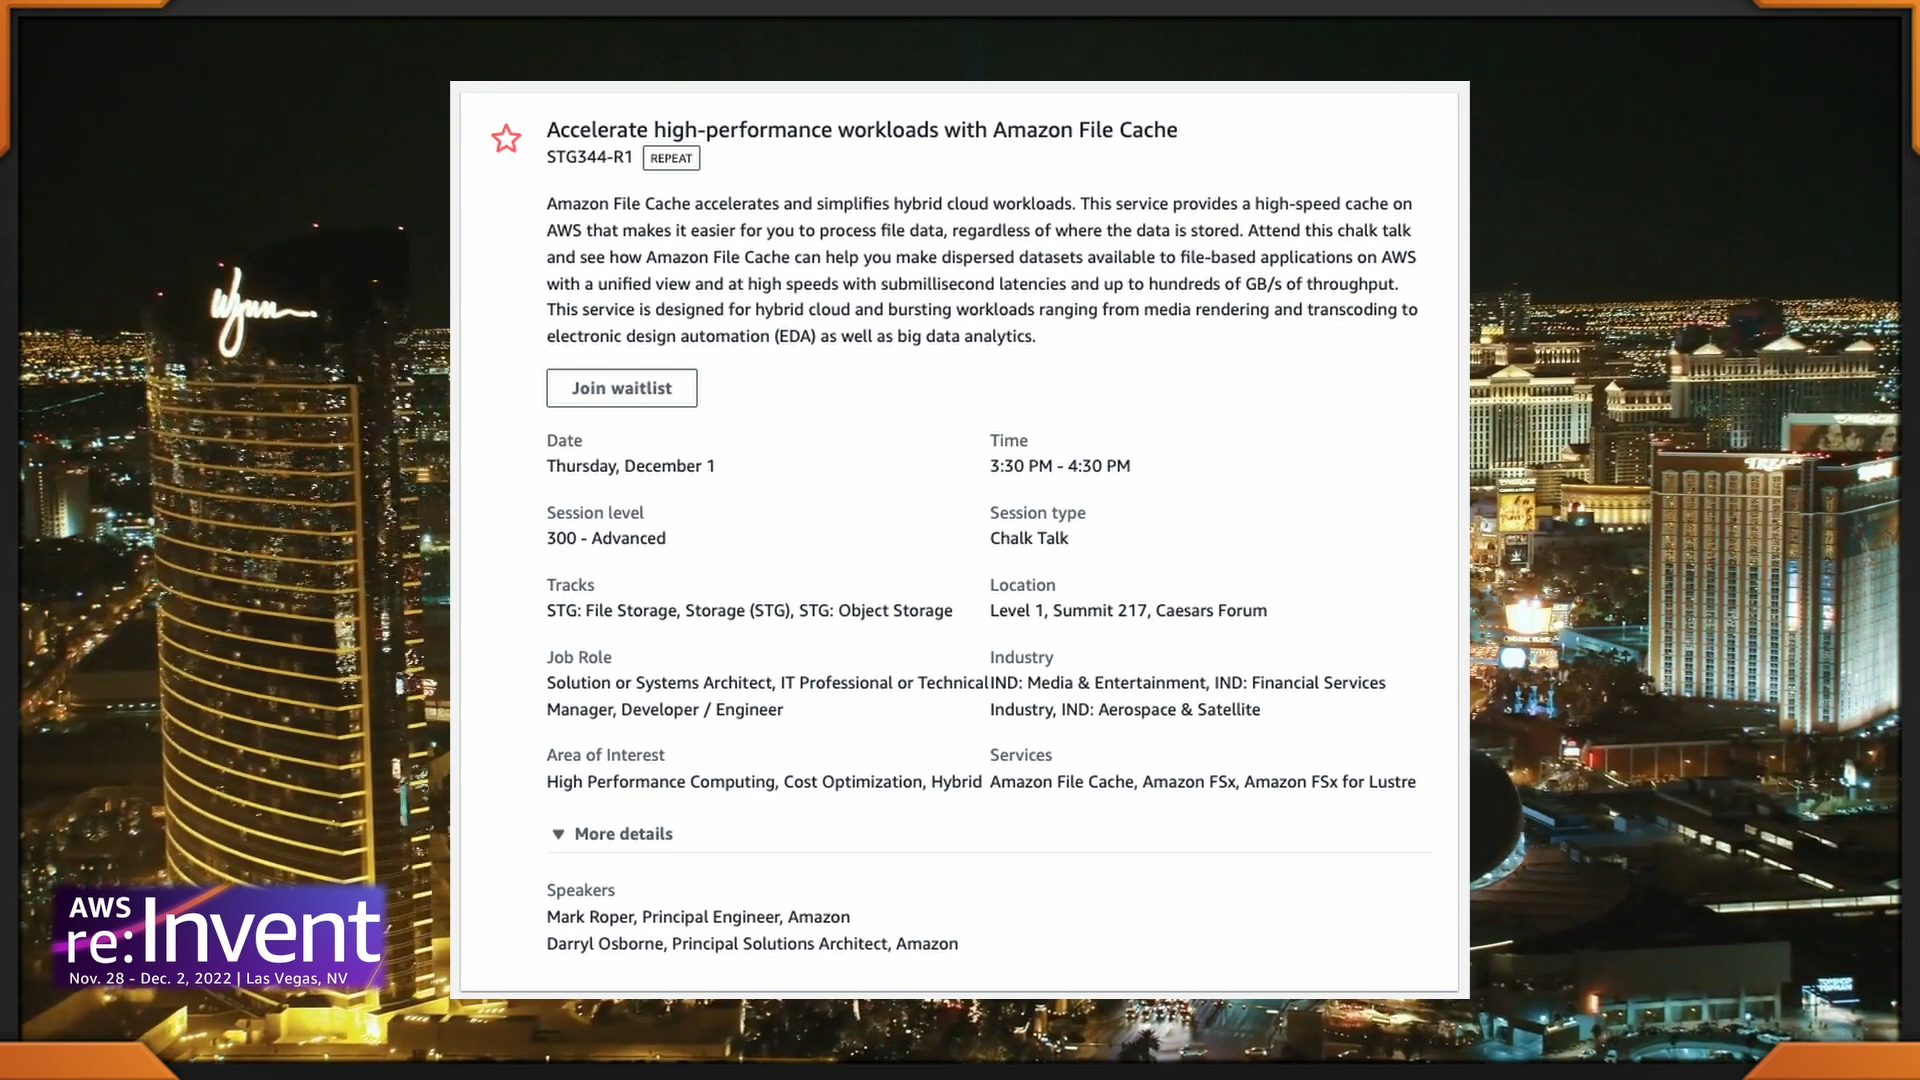 Accelerate high-performance workloads with Amazon File Cache
STG344-R1 REPEAT
Amazon File Cache accelerates and simplifies hybrid cloud workloads. This service provides a high-speed cache on
AWS that makes it easier for you to process file data, regardless of where the data is stored. Attend this chalk talk
and see how Amazon File Cache can help you make dispersed datasets available to file-based applications on AWS
with a unified view and at high speeds with submillisecond latencies and up to hundreds of GB/s of throughput.
This service is designed for hybrid cloud and bursting workloads ranging from media rendering and transcoding to
electronic design automation (EDA) as well as big data analytics.
Join waitlist
Date
Thursday, December 1
Time
3:30 PM - 4:30 PM
Session level
300 - Advanced
Session type
Chalk Talk
Tracks
STG: File Storage, Storage (STG), STG: Object Storage
Location
Level 1, Summit 217, Caesars Forum
Job Role
Solution or Systems Architect, IT Professional or Technical
Manager, Developer / Engineer
Industry
IND: Media & Entertainment, IND: Financial Services
Industry, IND: Aerospace & Satellite
Area of Interest
High Performance Computing, Cost Optimization, Hybrid
Services
Amazon File Cache, Amazon FSx, Amazon FSx for Lustre
More details
Speakers
Mark Roper, Principal Engineer, Amazon
Darryl Osborne, Principal Solutions Architect, Amazon
Wynn
AWS
re:Invent
Nov. 28 - Dec. 2, 2022 | Las Vegas, NV